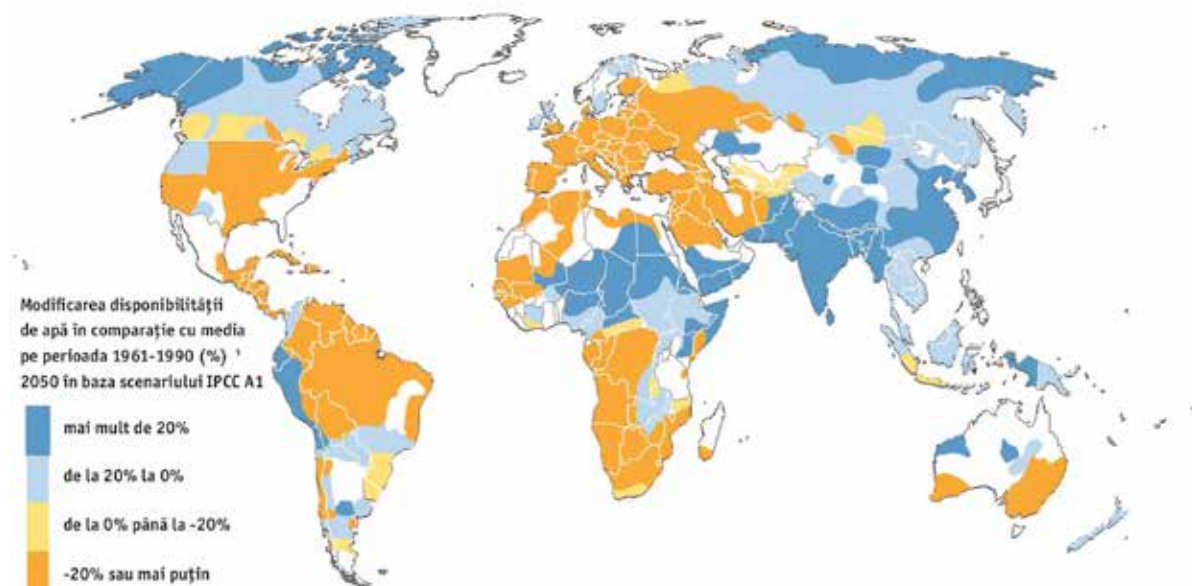 Modificarea disponibilității
de apă în comparație cu media
pe perioada 1961-1990 (%)
2050 în baza scenariului IPCC A1
mai mult de 20%
de la 20% la 0%
de la 0% până la -20%
-20% sau mai puțin